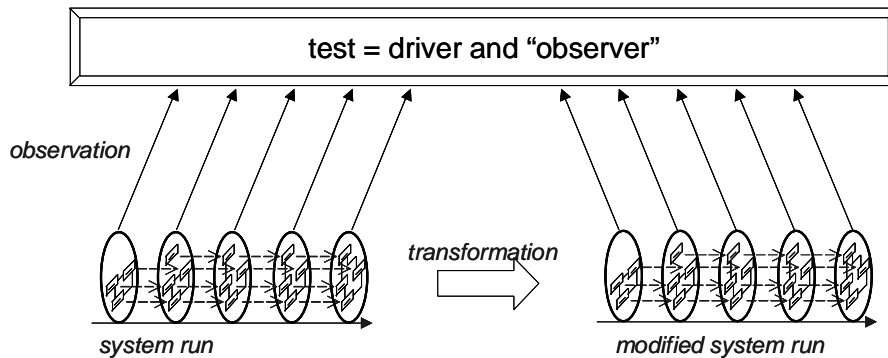 test = driver and “observer”
observation
transformation
system run
modified system run